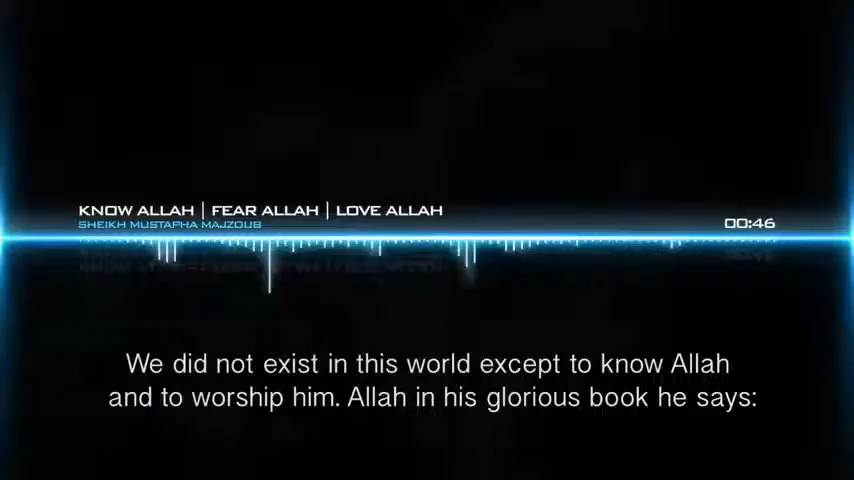 KNOW ALLAH | FEAR ALLAH | LOVE ALLAH
SHEIKH MUSTAPHA MAJZOUB
00:46
We did not exist in this world except to know Allah
and to worship him. Allah in his glorious book he says: